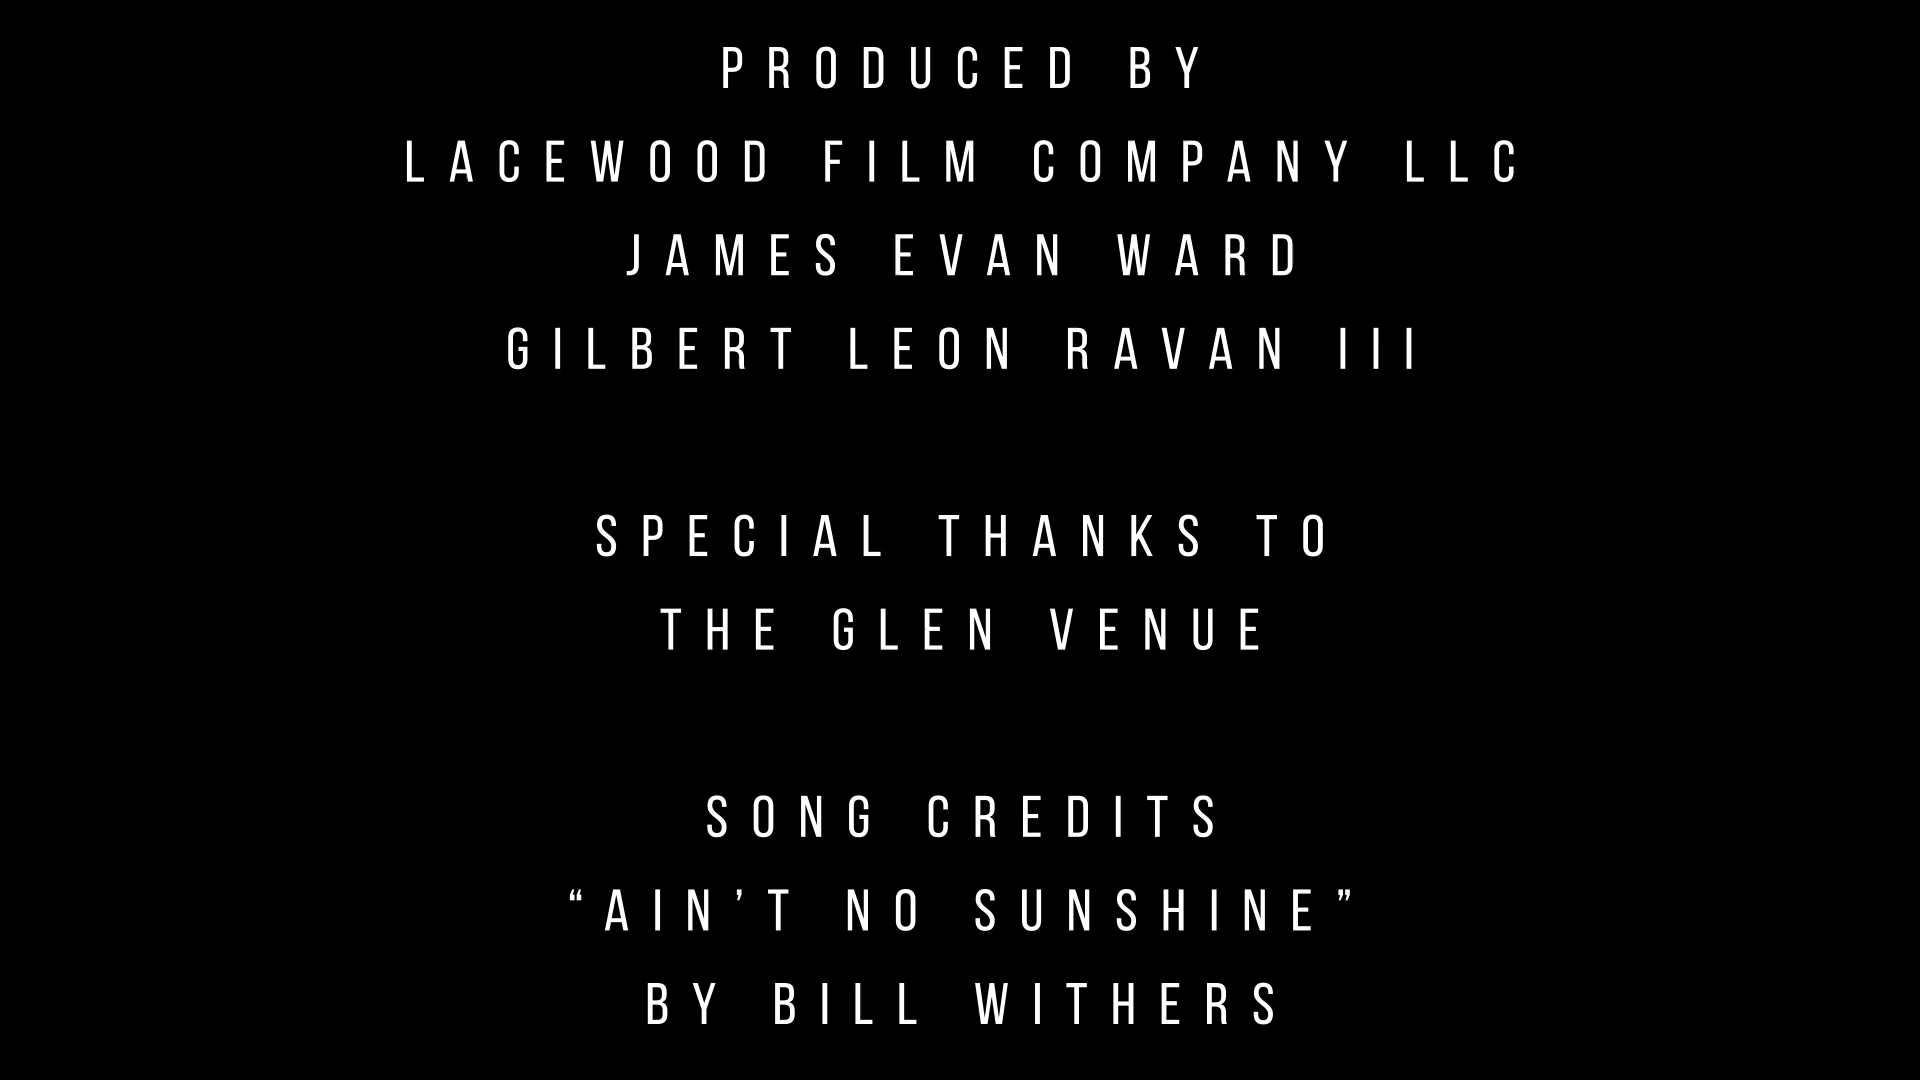 PRODUCED BY
LACEWOOD FILM COMPANY LLC
JAMES EVAN WARD
GILBERT LEON RAVAN III
SPECIAL THANKS TO
THE GLEN VENUE
SONG CREDITS
“AIN’T NO SUNSHINE”
BY BILL WITHERS